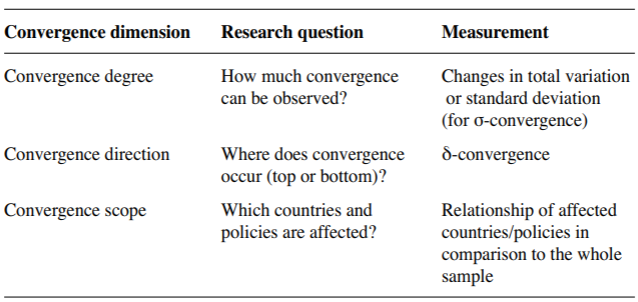 Convergence dimension Research question Measurement
Convergence degree How much convergence Changes in total variation
can be observed? or standard deviation
(for σ-convergence)
Convergence direction Where does convergence δ-convergence
occur (top or bottom)?
Convergence scope Which countries and Relationship of affected
policies are affected? countries/policies in
comparison to the whole
sample